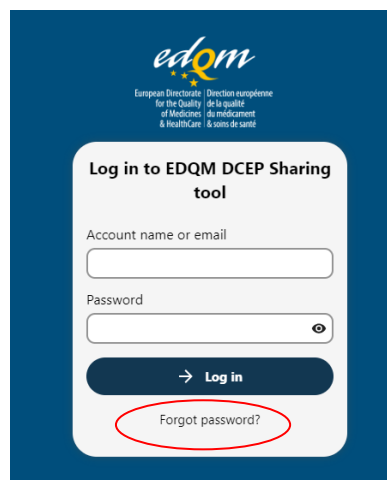 edqm
European Directorate | Direction européenne
for the Quality | de la qualité
of Medicines | du médicament
& HealthCare | & soins de santé
Log in to EDQM DCEP Sharing
tool
Account name or email
Password
→ Log in
Forgot password?